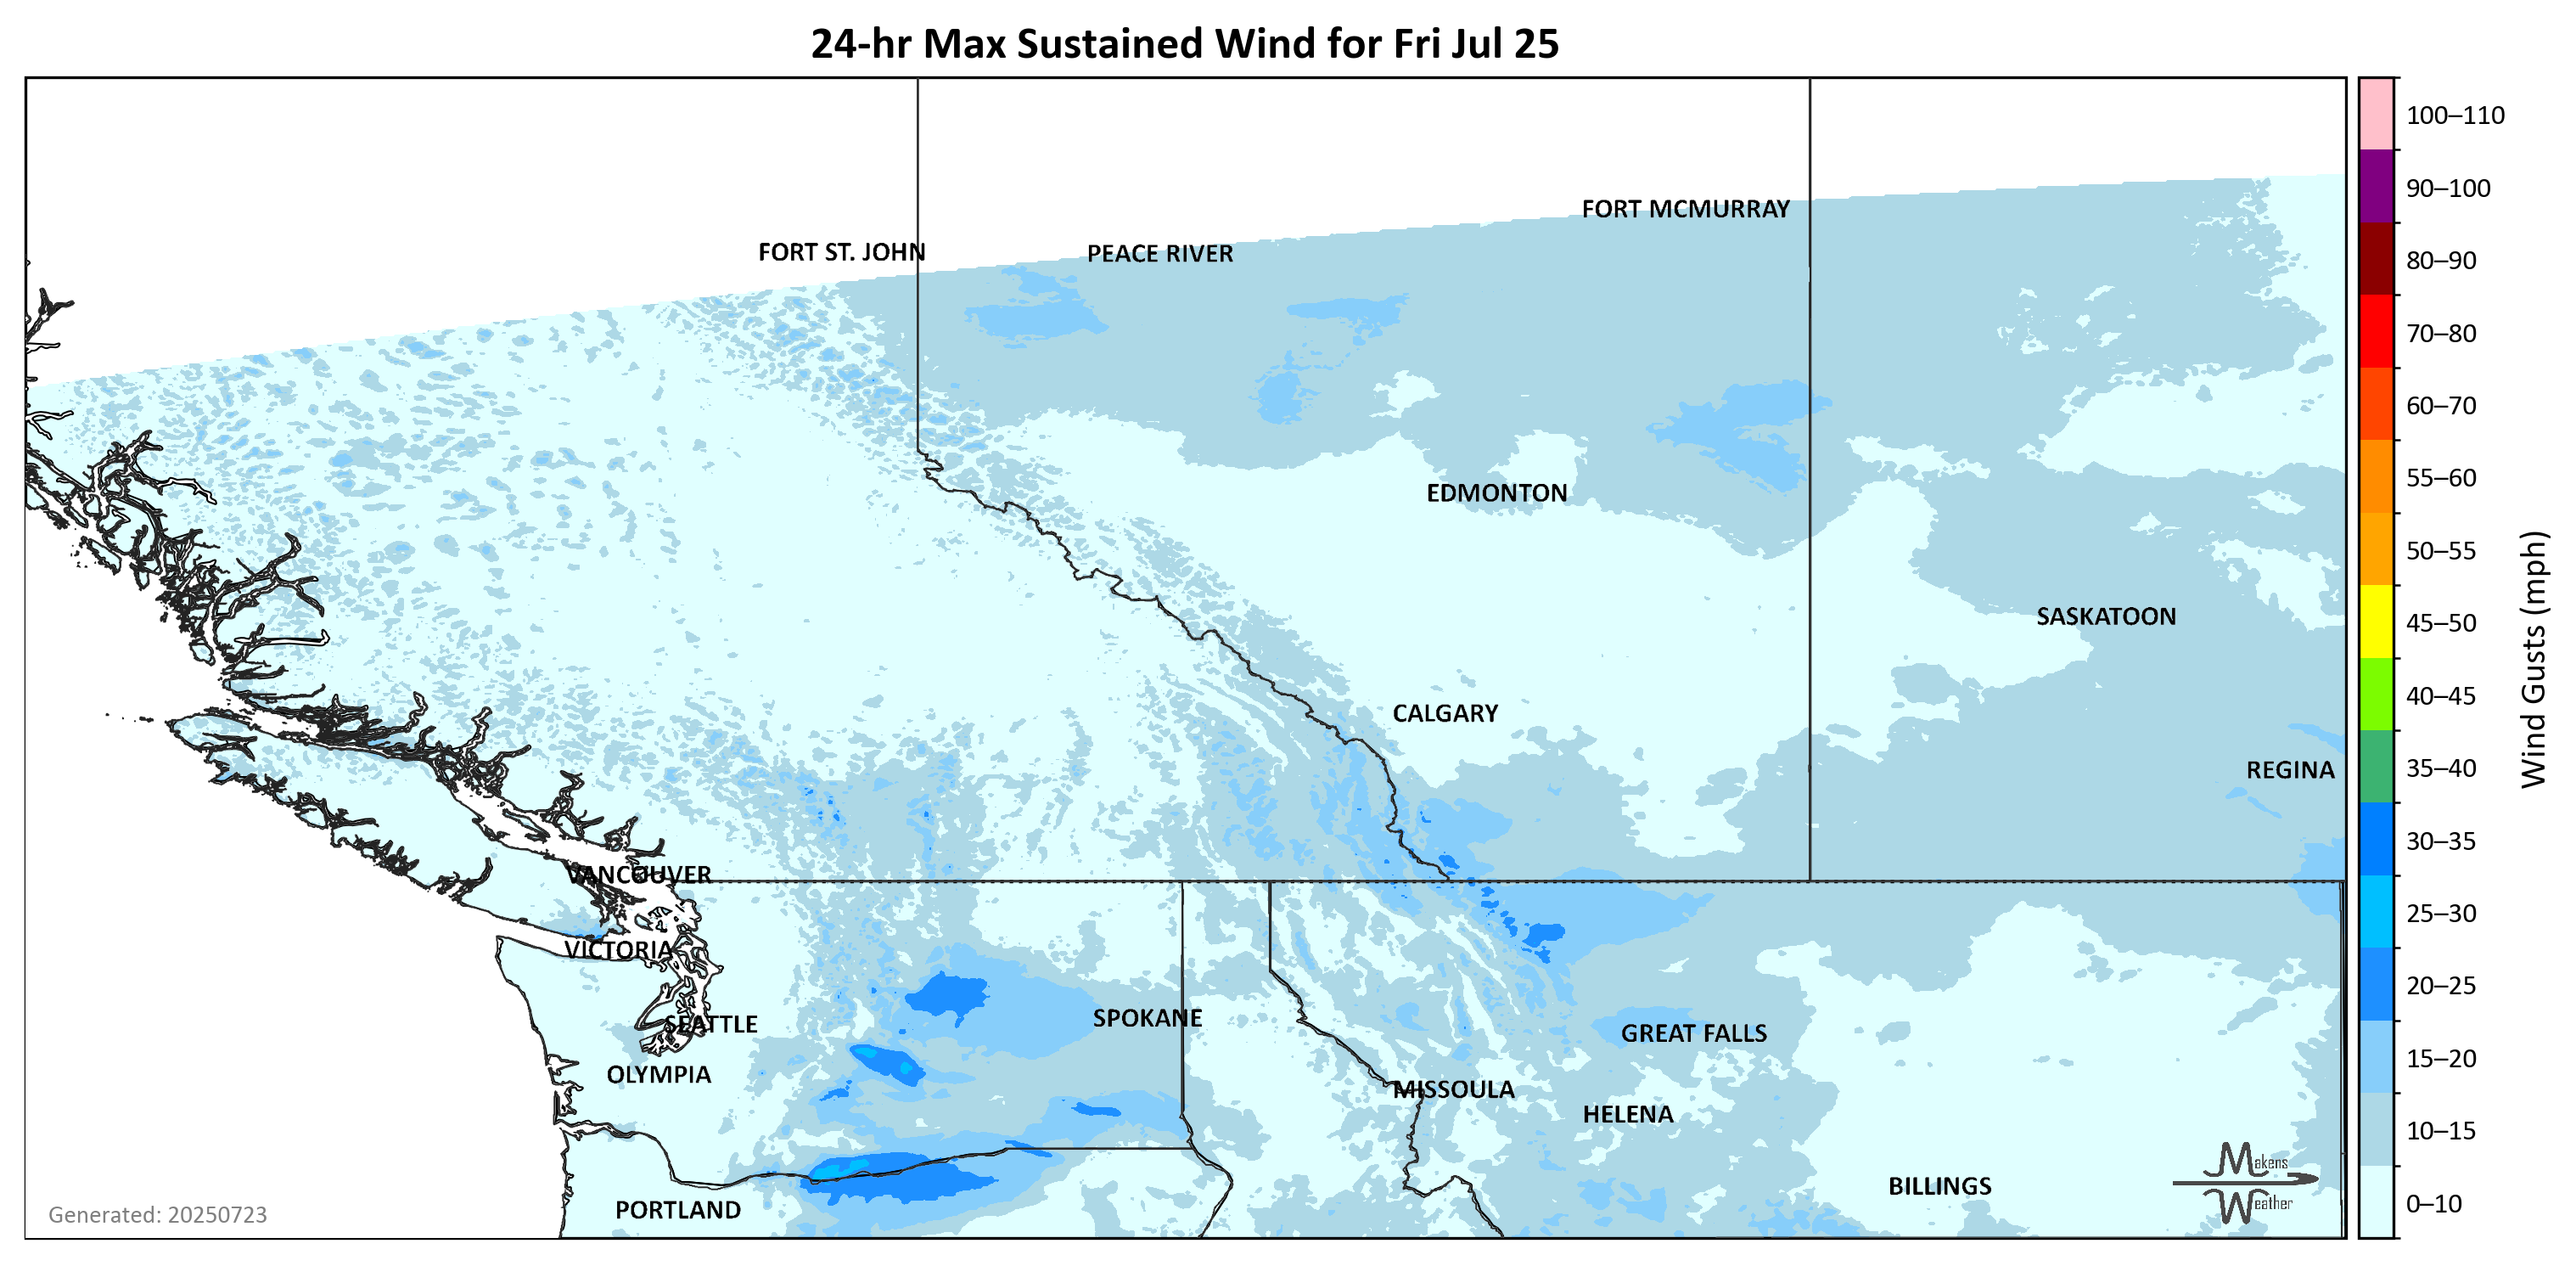 24-hr Max Sustained Wind for Fri Jul 25
FORT MCMURRAY
FORT ST. JOHN
PEACE RIVER
EDMONTON
SASKATOON
CALGARY
REGINA
VANCOUVER
VICTORIA
SPOKANE
SEATTLE
GREAT FALLS
OLYMPIA
MISSOULA
HELENA
BILLINGS
PORTLAND
Generated: 20250723
Makens
Weather
100–110
90–100
80–90
70–80
60–70
55–60
50–55
45–50
40–45
35–40
30–35
25–30
20–25
15–20
10–15
0–10
Wind Gusts (mph)